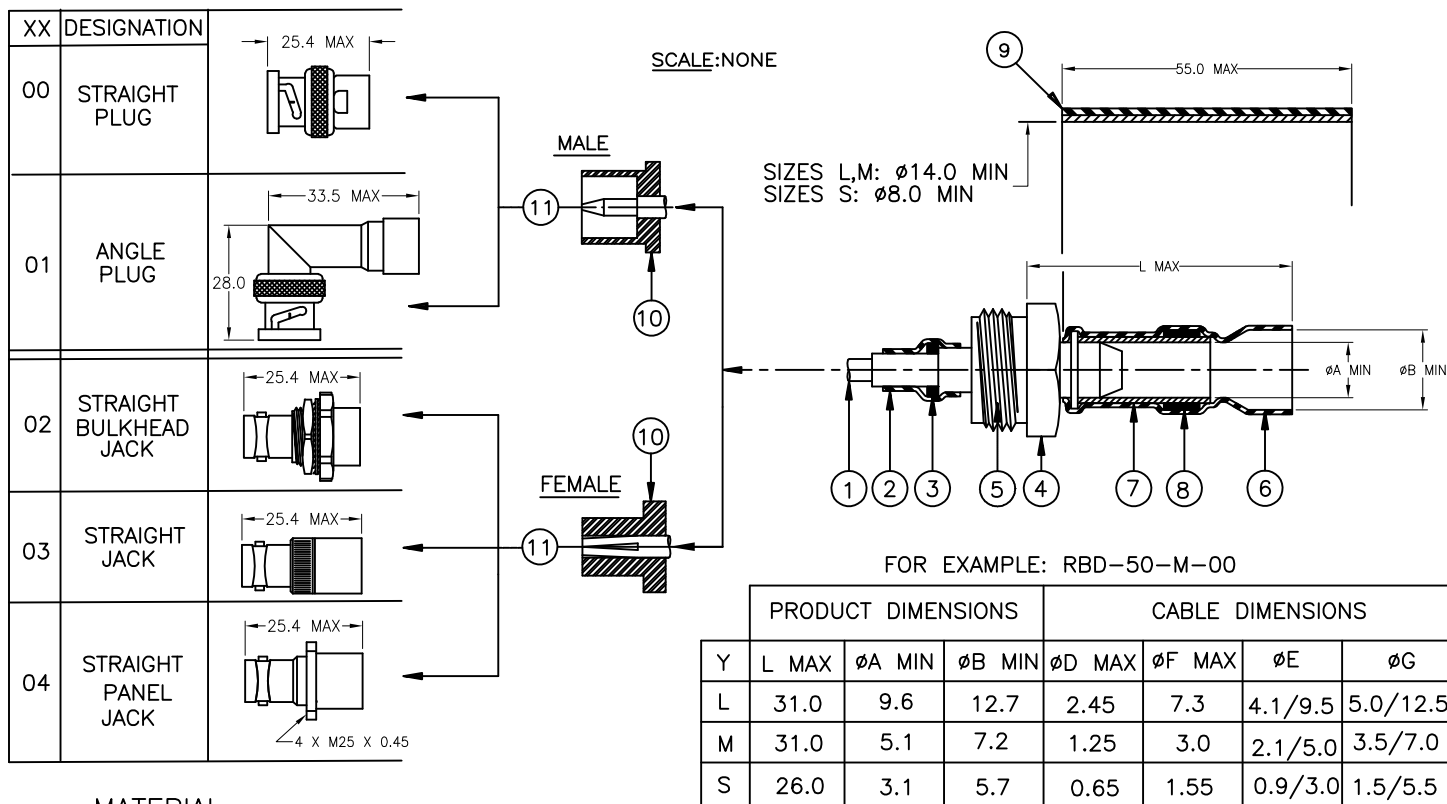 XX DESIGNATION
00 STRAIGHT
PLUG
25.4 MAX
01 ANGLE
PLUG
33.5 MAX
28.0
02 STRAIGHT
BULKHEAD
JACK
25.4 MAX
03 STRAIGHT
JACK
25.4 MAX
04 STRAIGHT
PANEL
JACK
25.4 MAX
4 X M25 X 0.45
SCALE:NONE
MALE
11
10
FEMALE
10
11
9
55.0 MAX
SIZES L,M: ø14.0 MIN
SIZES S: ø8.0 MIN
L MAX
øA MIN
øB MIN
1 2 3 5 4 7 8 6
FOR EXAMPLE: RBD-50-M-00
PRODUCT DIMENSIONS CABLE DIMENSIONS
Y L MAX øA MIN øB MIN øD MAX øF MAX øE øG
L 31.0 9.6 12.7 2.45 7.3 4.1/9.5 5.0/12.5
M 31.0 5.1 7.2 1.25 3.0 2.1/5.0 3.5/7.0
S 26.0 3.1 5.7 0.65 1.55 0.9/3.0 1.5/5.5
MATERIAL